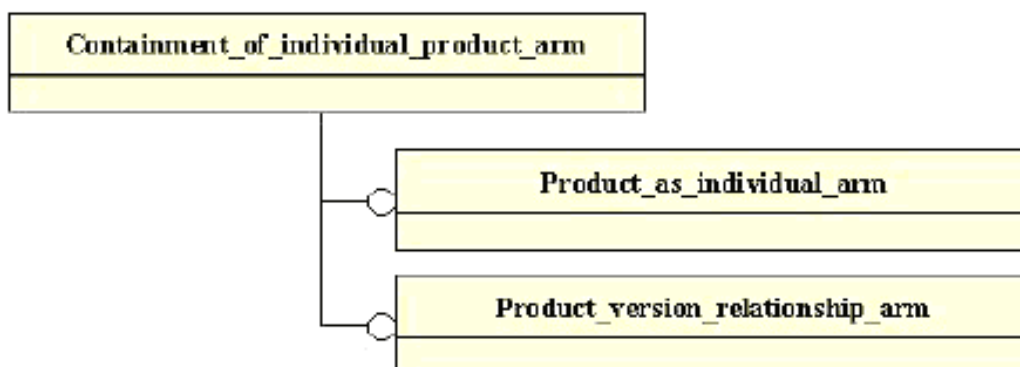 Containment_of_individual_product_arm
Product_as_individual_arm
Product_version_relationship_arm